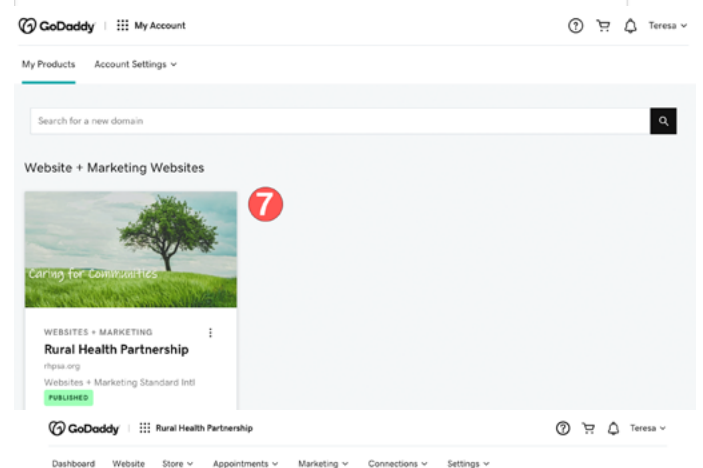 GoDaddy My Account Teresa
My Products Account Settings
Search for a new domain
Website + Marketing Websites
7
Caring for Communities
WEBSITES + MARKETING
Rural Health Partnership
rhpsa.org
Websites + Marketing Standard Intl
PUBLISHED
GoDaddy Rural Health Partnership Teresa
Dashboard Website Store Appointments Marketing Connections Settings